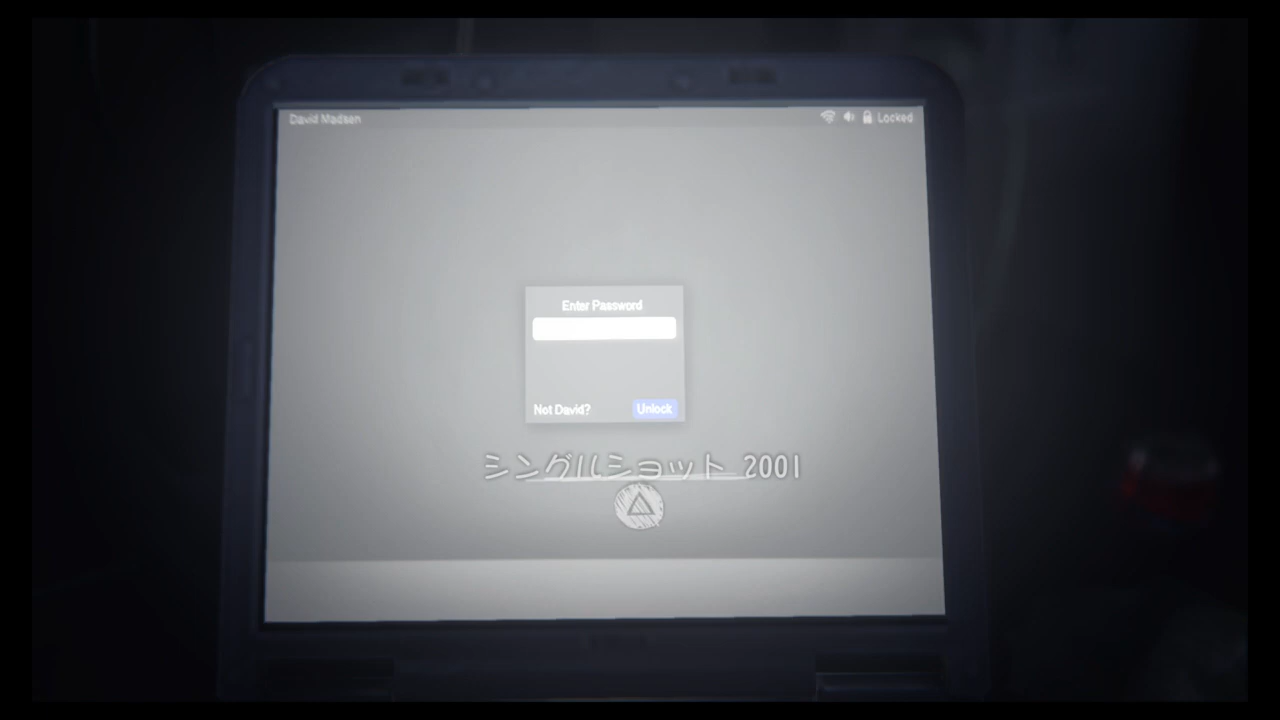 David Madsen
Locked
Enter Password
Not David?
Unlock
シングルショット 2001